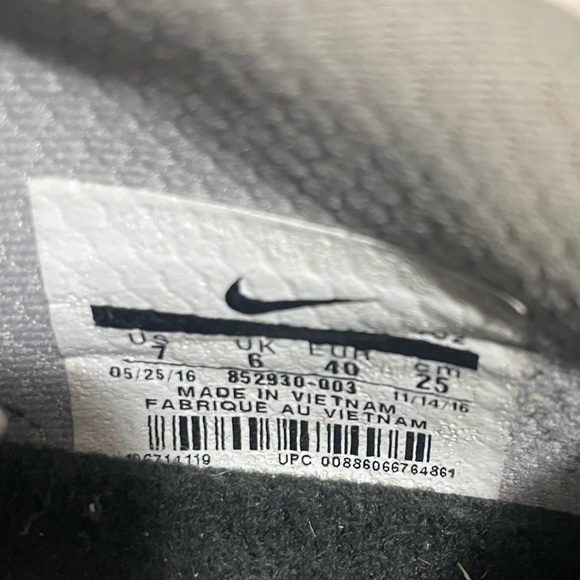 US UK EUR cm
7 6 40 25
05/25/16 852930-003 11/14/16
MADE IN VIETNAM
FABRIQUE AU VIETNAM
UPC 00886066764861